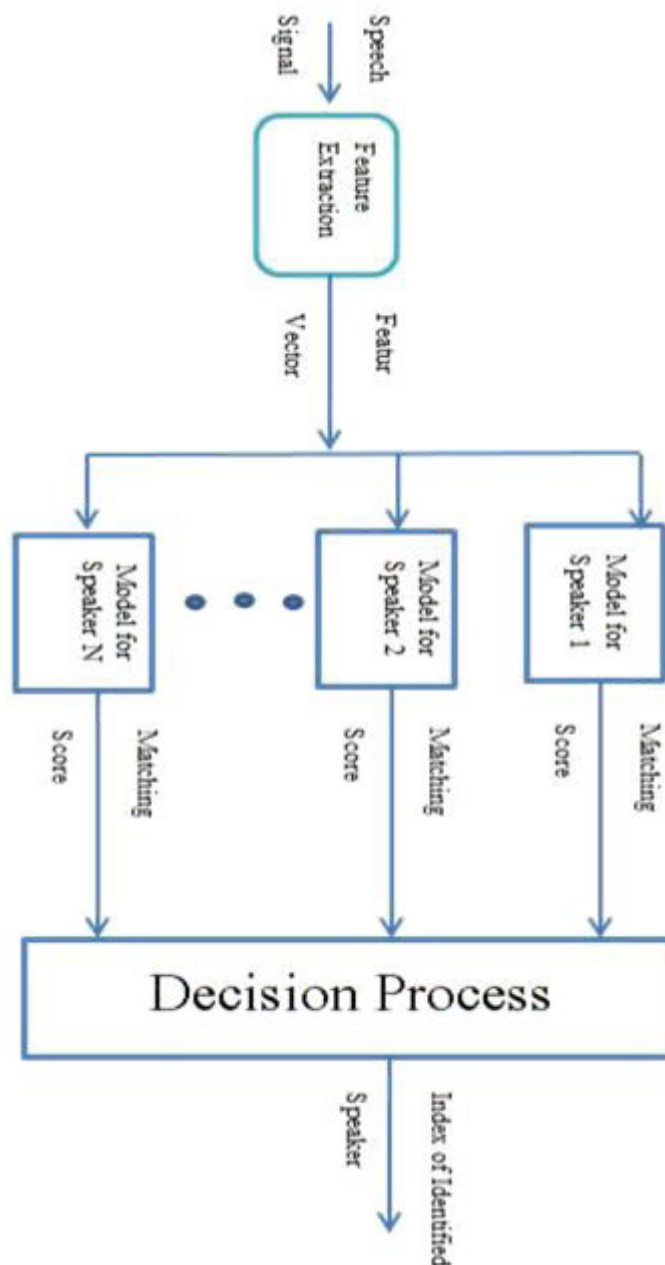 Speech
Signal
Feature
Extraction
Featur
Vector
Model for
Speaker 1
Model for
Speaker 2
Model for
Speaker N
Matching
Score
Matching
Score
Matching
Score
Decision Process
Index of Identified
Speaker